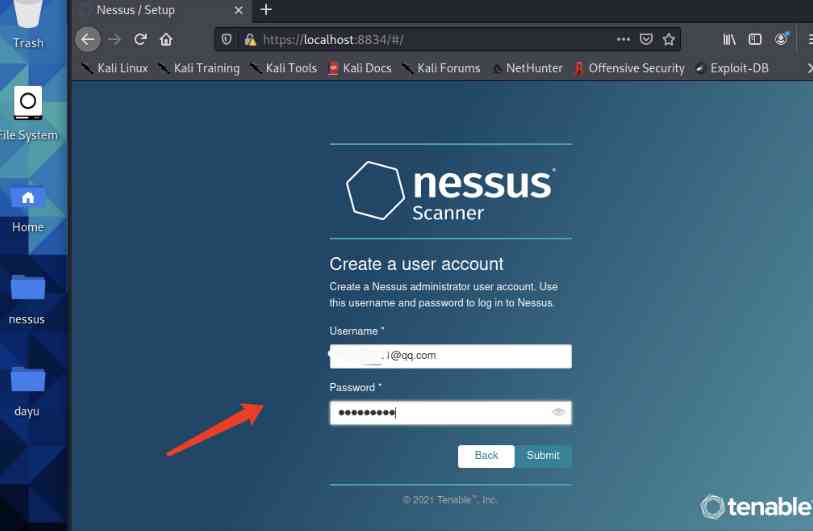 Nessus / Setup
https://localhost:8834/#/
Kali Linux Kali Training Kali Tools Kali Docs Kali Forums NetHunter Offensive Security Exploit-DB
Trash
File System
Home
nessus
dayu
nessus
Scanner
Create a user account
Create a Nessus administrator user account. Use
this username and password to log in to Nessus.
Username *
@qq.com
Password *
Back Submit
© 2021 Tenable™, Inc.
tenable